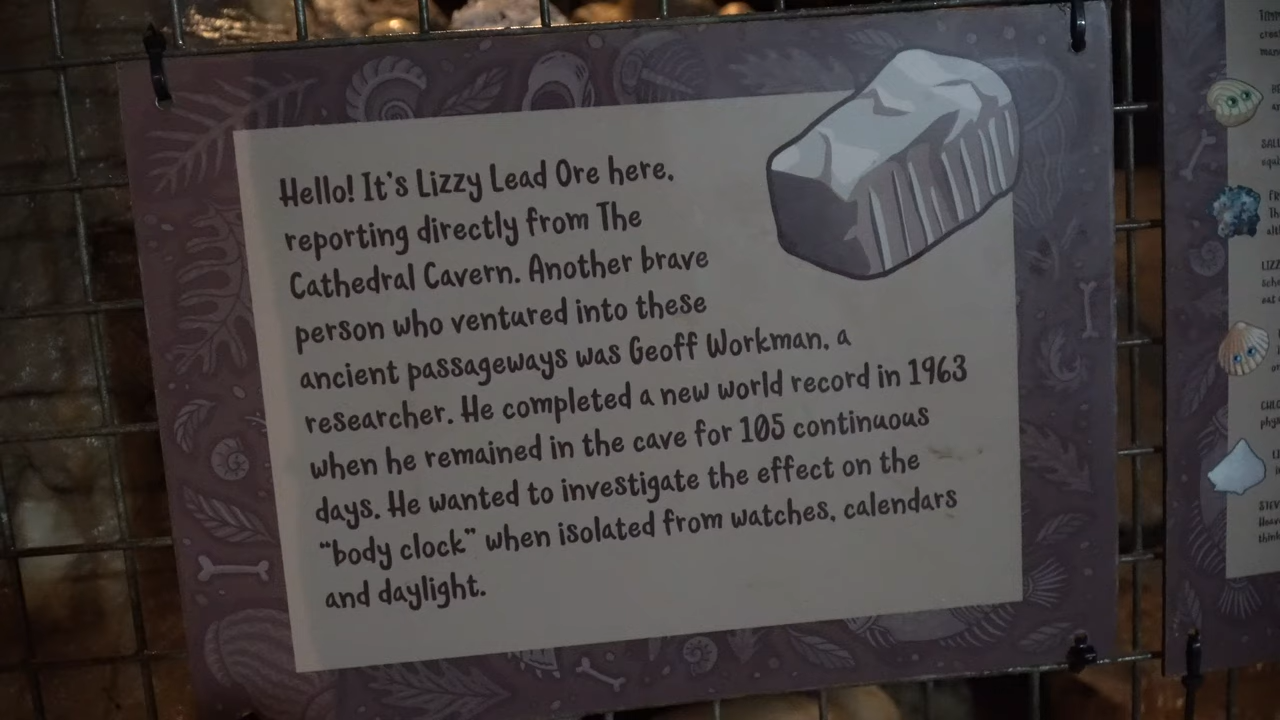 Hello! It's Lizzy Lead Ore here,
reporting directly from The
Cathedral Cavern. Another brave
person who ventured into these
ancient passageways was Geoff Workman, a
researcher. He completed a new world record in 1963
when he remained in the cave for 105 continuous
days. He wanted to investigate the effect on the
"body clock" when isolated from watches, calendars
and daylight.